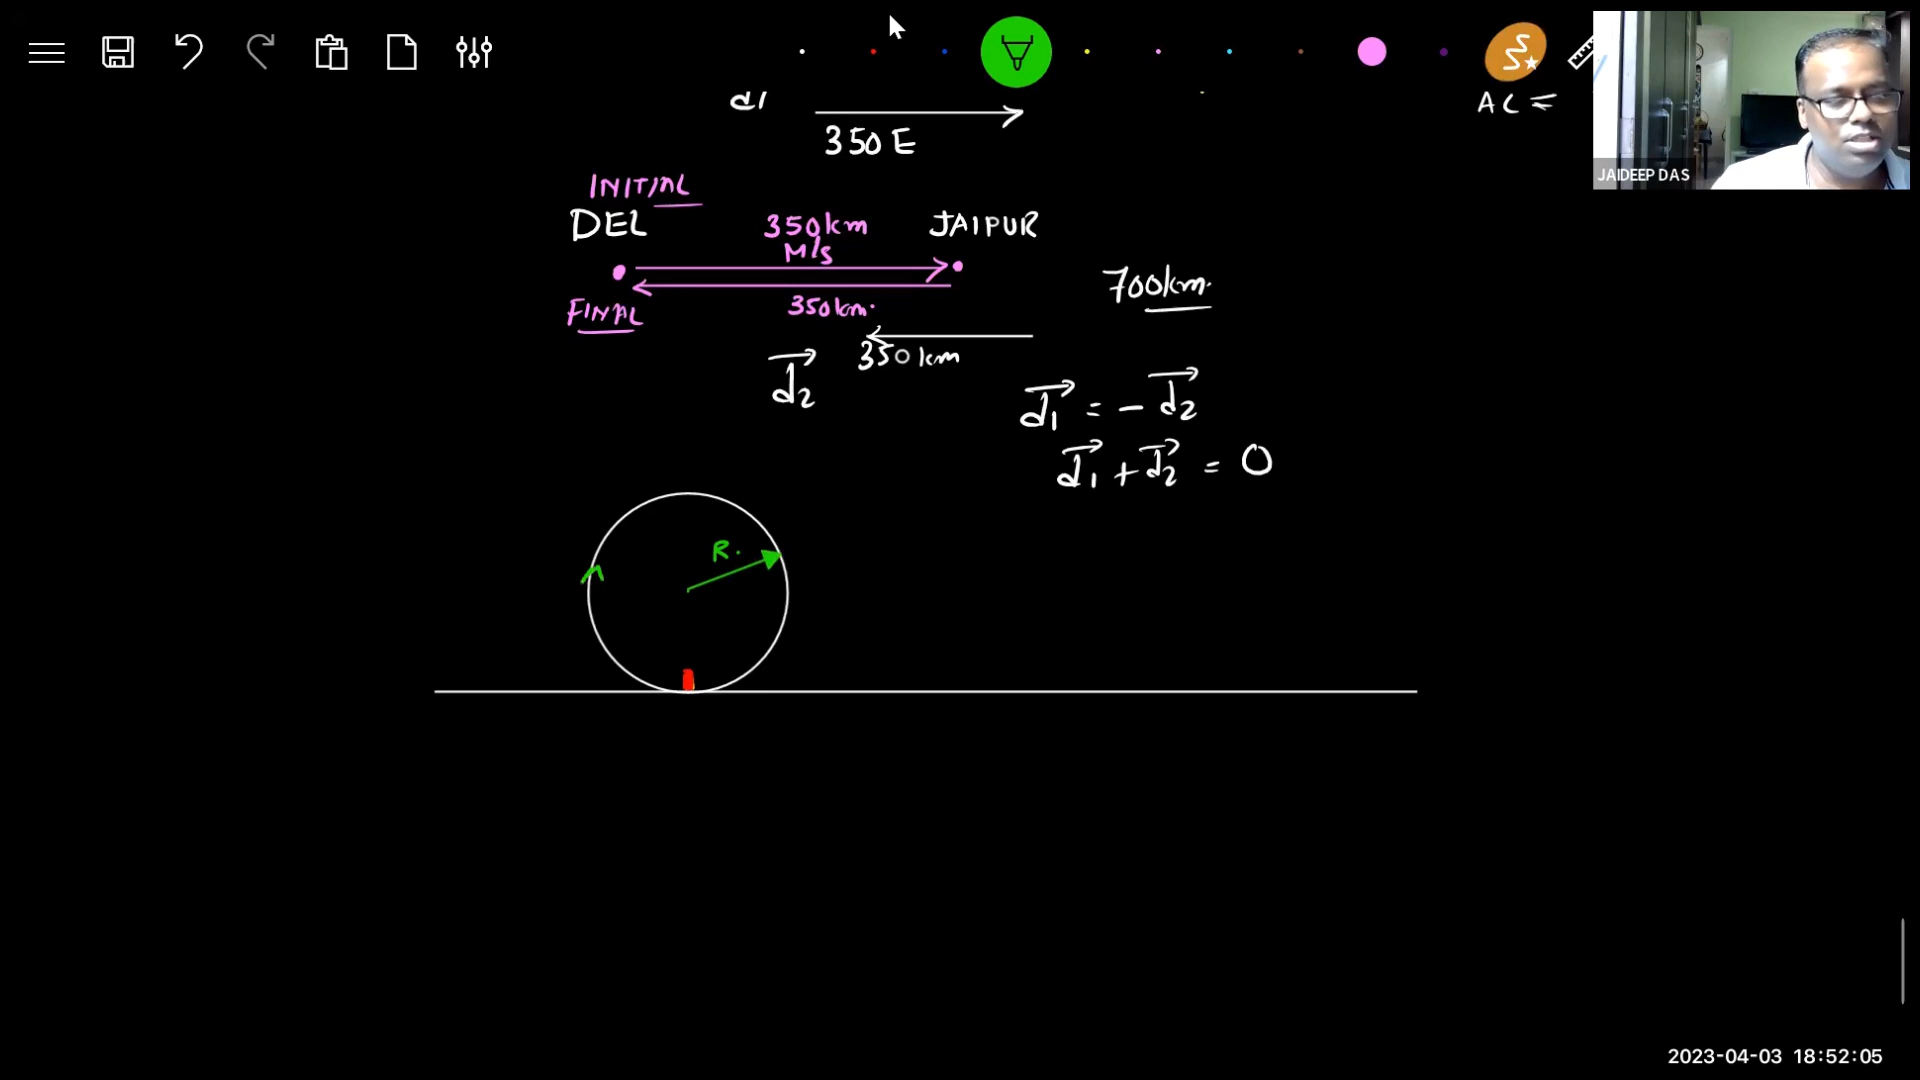 d1
350 E
AC =
JAIDEEP DAS
INITIAL
DEL
350km
JAIPUR
M/s
700km.
FINAL
350km.
350 km
d2
d1 = - d2
d1 + d2 = 0
R.
2023-04-03 18:52:05